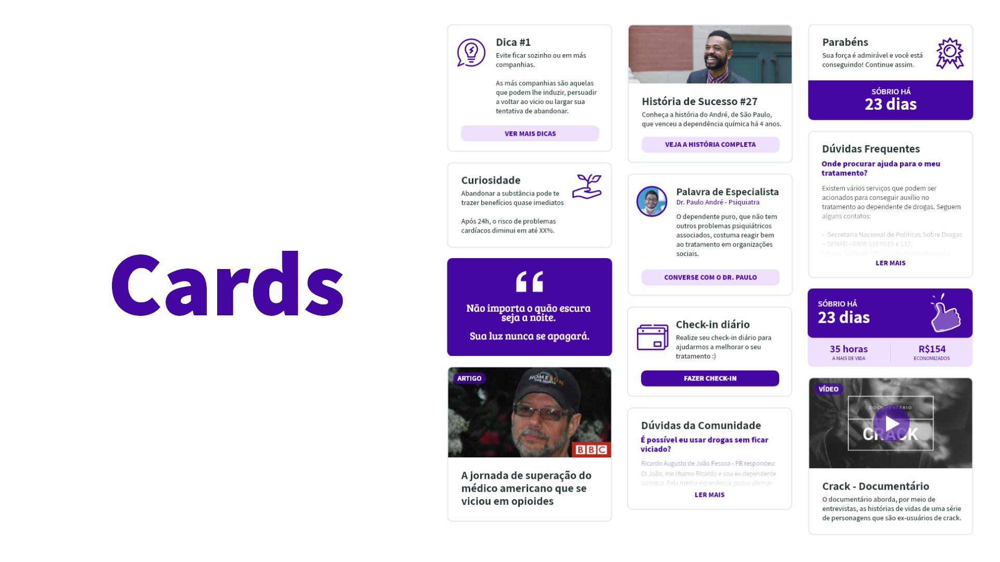 Cards
Dica #1
Evite ficar sozinho ou em más
companhias.
As más companhias são aquelas
que podem lhe induzir, persuadir
a voltar ao vicio ou largar sua
tentativa de abandonar.
VER MAIS DICAS
Curiosidade
Abandonar a substância pode te
trazer benefícios quase imediatos
Após 24h, o risco de problemas
cardíacos diminui em até XX%.
Não importa o quão escura
seja a noite.
Sua luz nunca se apagará.
ARTIGO
HOMERUN
THE MOVIE
BBC
A jornada de superação do
médico americano que se
viciou em opioides
História de Sucesso #27
Conheça a história do André, de São Paulo,
que venceu a dependência química há 4 anos.
VEJA A HISTÓRIA COMPLETA
Palavra de Especialista
Dr. Paulo André - Psiquiatra
O dependente puro, que não tem
outros problemas psiquiátricos
associados, costuma reagir bem
ao tratamento em organizações
sociais.
CONVERSE COM O DR. PAULO
Check-in diário
Realize seu check-in diário para
ajudarmos a melhorar o seu
tratamento :)
FAZER CHECK-IN
Dúvidas da Comunidade
É possível eu usar drogas sem ficar
viciado?
Ricardo Augusto de João Pessoa - PB respondeu:
Oi João, me chamo Ricardo e sou ex-dependente
químico. Pela minha experiência, posso afirmar
LER MAIS
Parabéns
Sua força é admirável e você está
conseguindo! Continue assim.
SÓBRIO HÁ
23 dias
Dúvidas Frequentes
Onde procurar ajuda para o meu
tratamento?
Existem vários serviços que podem ser
acionados para conseguir auxílio no
tratamento ao dependente de drogas. Seguem
alguns contatos:
- Secretaria Nacional de Políticas Sobre Drogas
– SENAD - 0800 510 0015 e 132;
- Amor Exigente http://amorexigente.org.br
LER MAIS
SÓBRIO HÁ
23 dias
35 horas
A MAIS DE VIDA
R$154
ECONOMIZADOS
VÍDEO
DOCUMENTÁRIO
CRACK
Crack - Documentário
O documentário aborda, por meio de
entrevistas, as histórias de vidas de uma série
de personagens que são ex-usuários de crack.